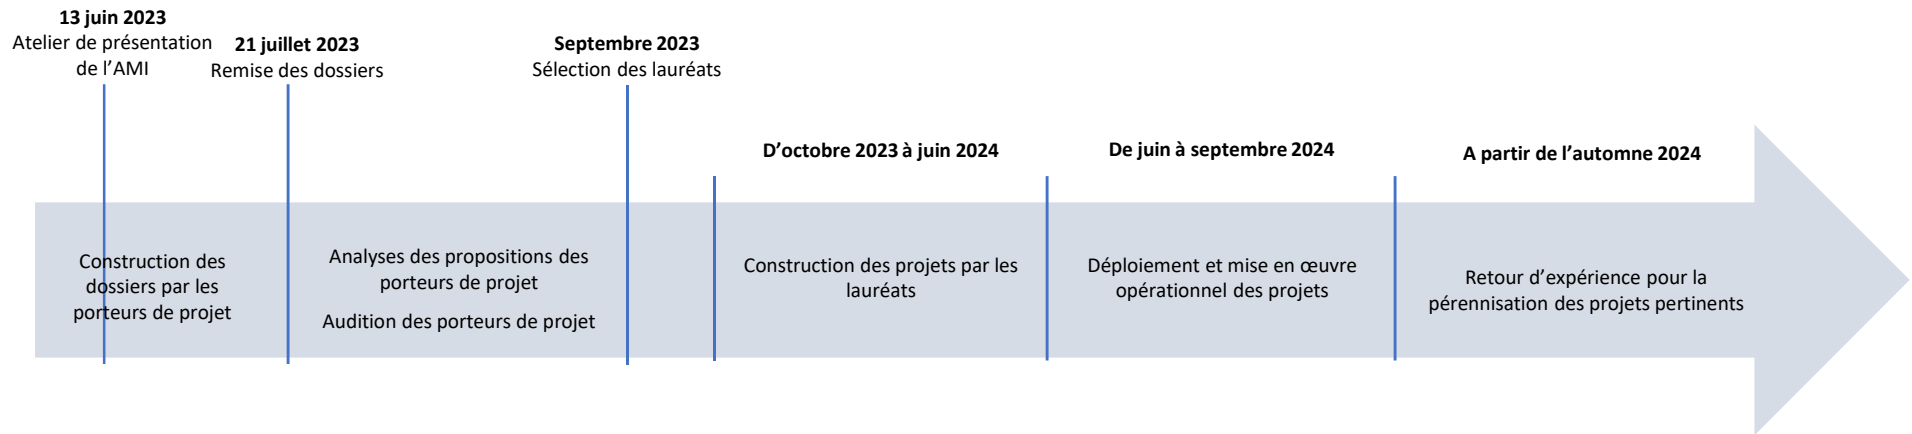 13 juin 2023
Atelier de présentation
de l’AMI
21 juillet 2023
Remise des dossiers
Septembre 2023
Sélection des lauréats
D’octobre 2023 à juin 2024
De juin à septembre 2024
A partir de l’automne 2024
Construction des
dossiers par les
porteurs de projet
Analyses des propositions des
porteurs de projet
Audition des porteurs de projet
Construction des projets par les
lauréats
Déploiement et mise en œuvre
opérationnel des projets
Retour d’expérience pour la
pérennisation des projets pertinents